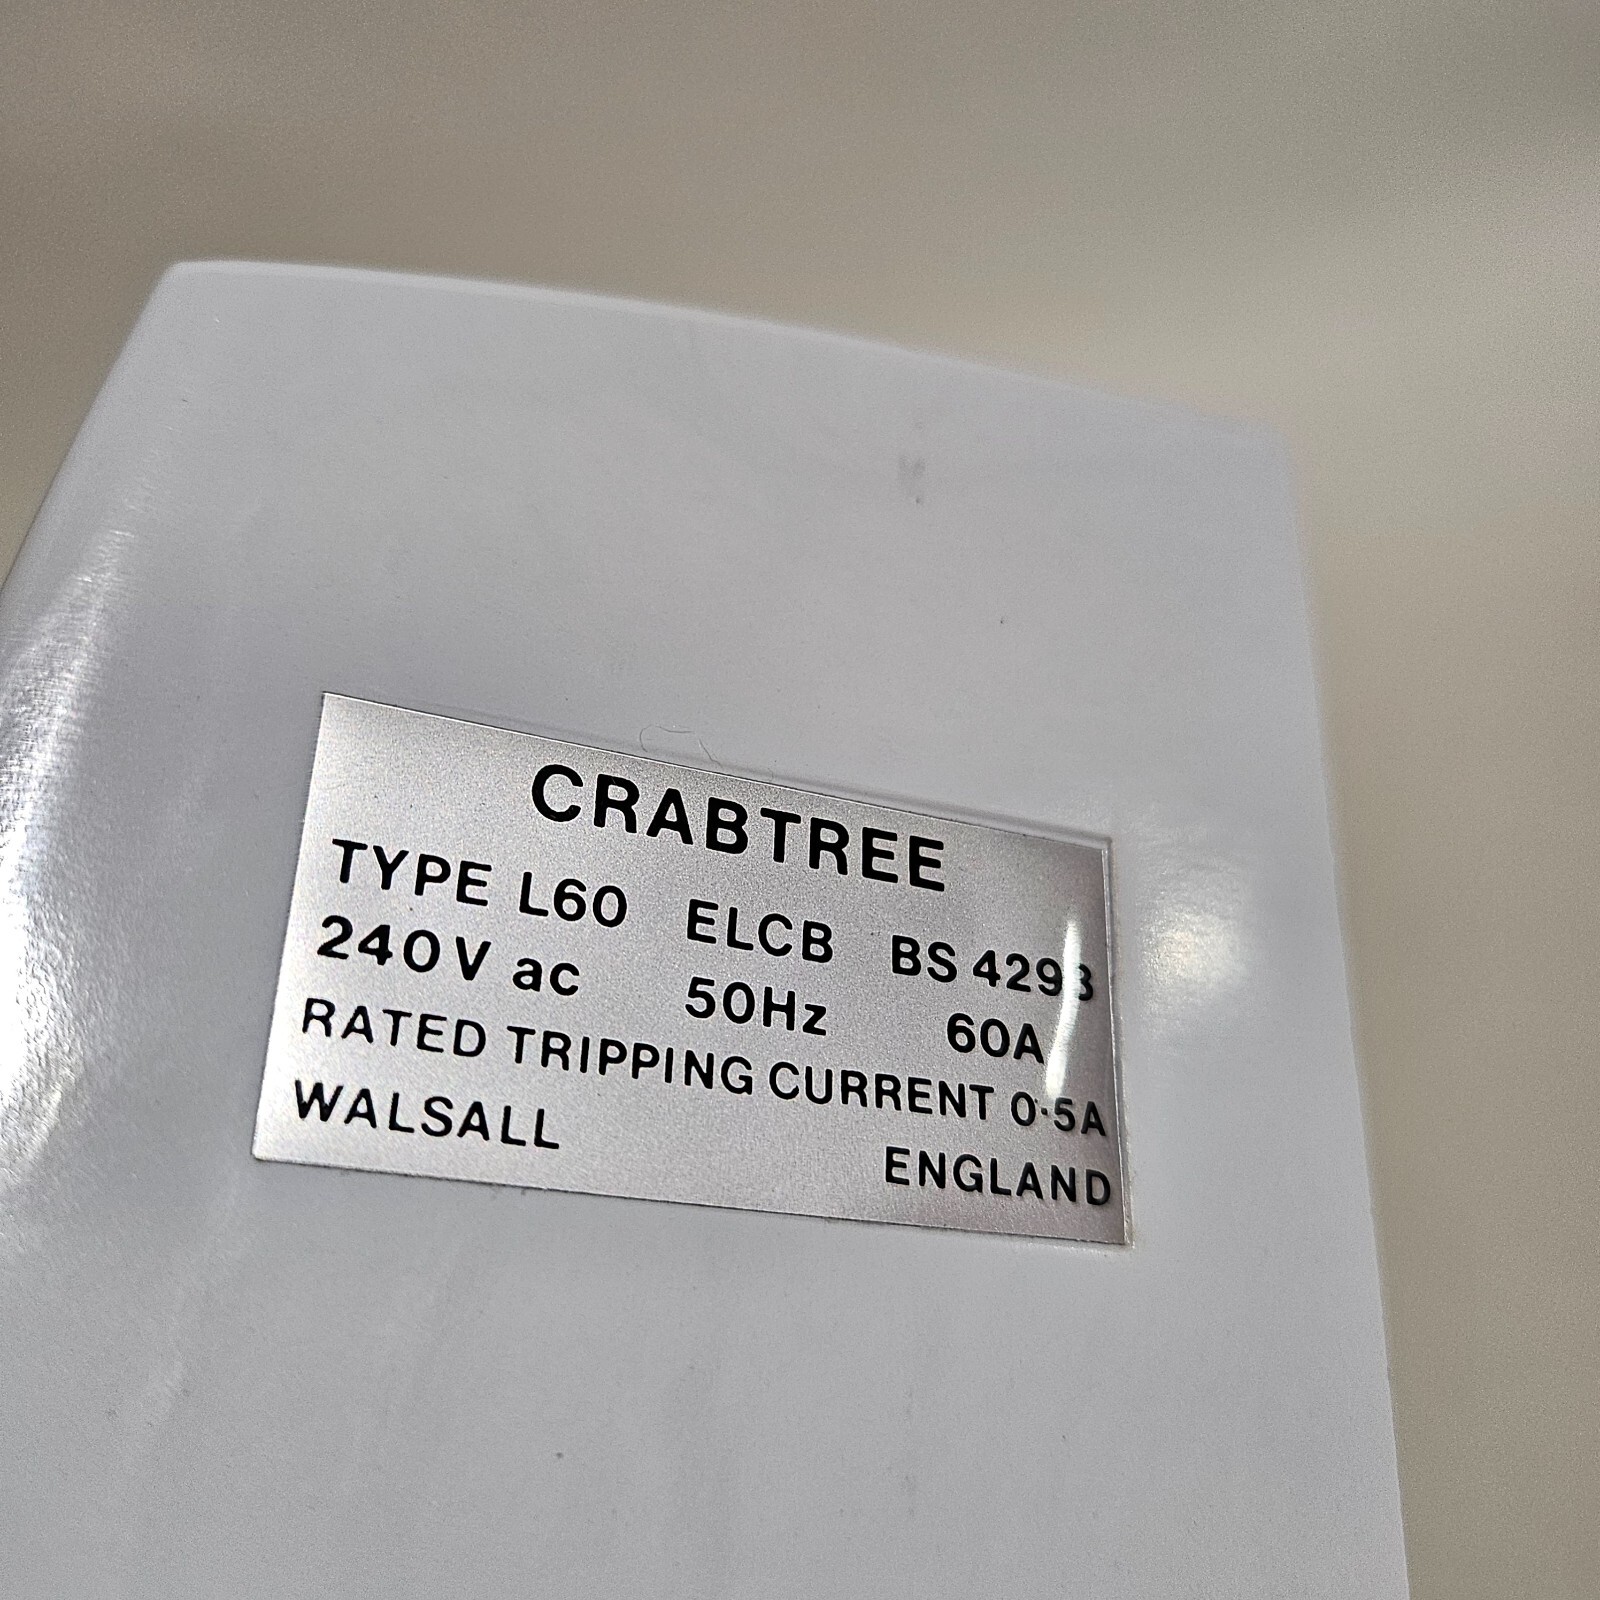 CRABTREE
TYPE L60 ELCB BS 4293
240V ac 50Hz 60A
RATED TRIPPING CURRENT 0·5A
WALSALL ENGLAND